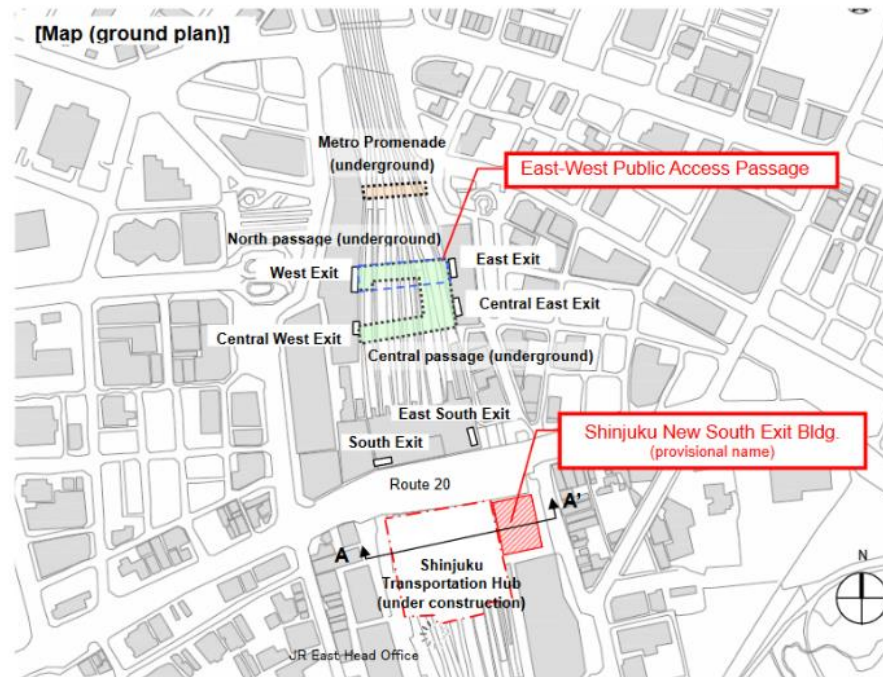 [Map (ground plan)]
Metro Promenade
(underground)
East-West Public Access Passage
North passage (underground)
West Exit
East Exit
Central East Exit
Central West Exit
Central passage (underground)
East South Exit
South Exit
Shinjuku New South Exit Bldg.
(provisional name)
Route 20
A'
A
Shinjuku
Transportation Hub
(under construction)
N
JR East Head Office